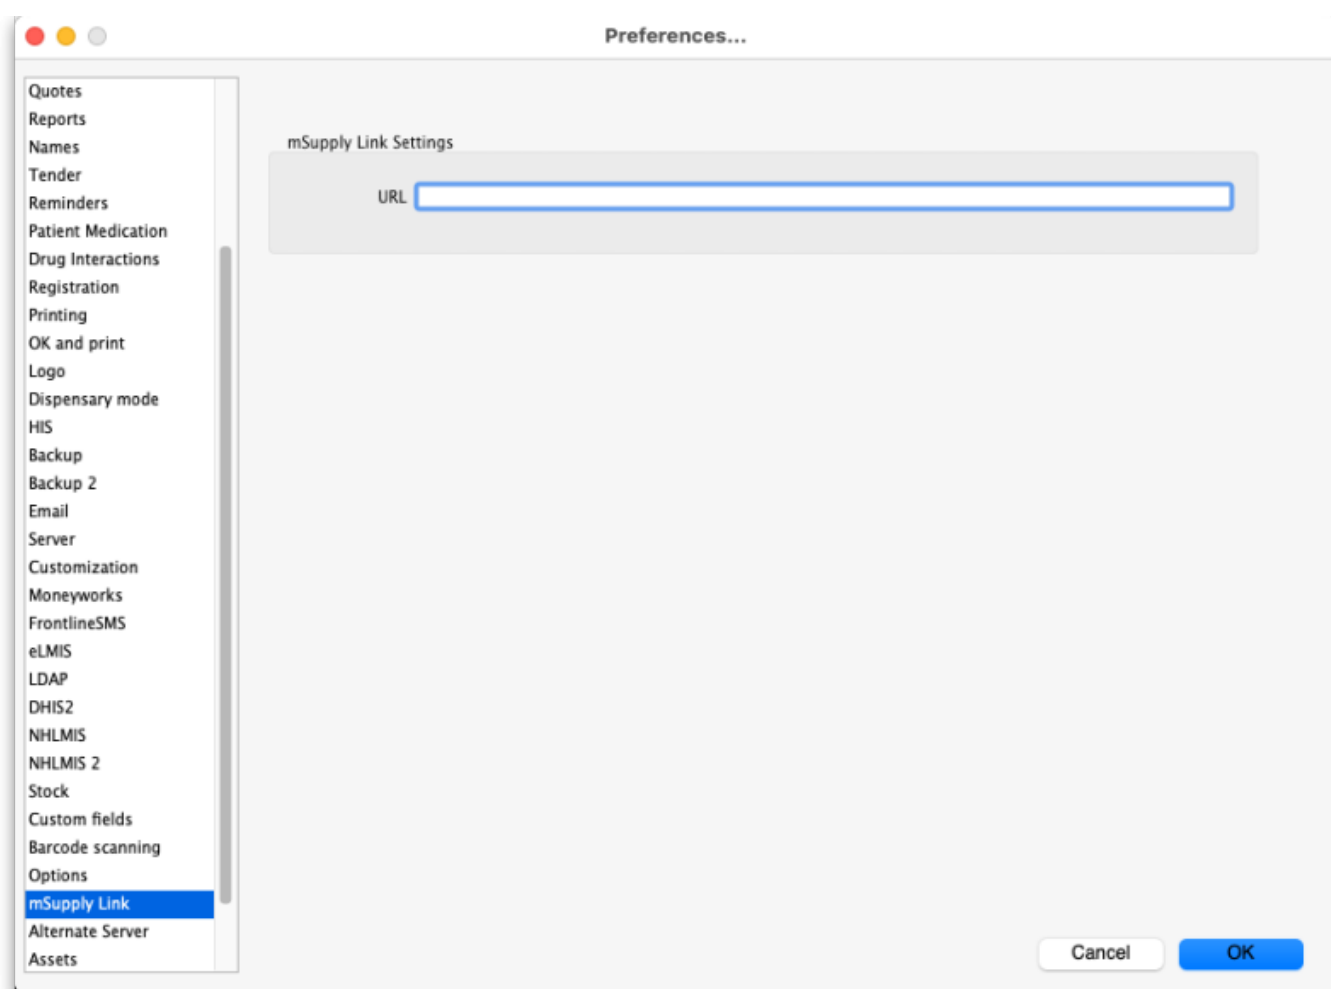 Preferences...
Quotes
Reports
Names
Tender
Reminders
Patient Medication
Drug Interactions
Registration
Printing
OK and print
Logo
Dispensary mode
HIS
Backup
Backup 2
Email
Server
Customization
Moneyworks
FrontlineSMS
eLMIS
LDAP
DHIS2
NHLMIS
NHLMIS 2
Stock
Custom fields
Barcode scanning
Options
mSupply Link
Alternate Server
Assets
mSupply Link Settings
URL
Cancel
OK